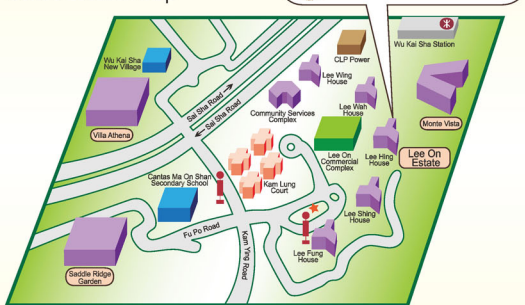 Wu Kai Sha Station
CLP Power
Wu Kai Sha
New Village
Lee Wing
House
Sai Sha Road
Sai Sha Road
Community Services
Complex
Lee Wah
House
Monte Vista
Villa Athena
Lee On
Commercial
Complex
Lee Hing
House
Lee On
Estate
Caritas Ma On Shan
Secondary School
Kam Lung
Court
Lee Shing
House
Fu Po Road
Kam Ying Road
Lee Fung
House
Saddle Ridge
Garden